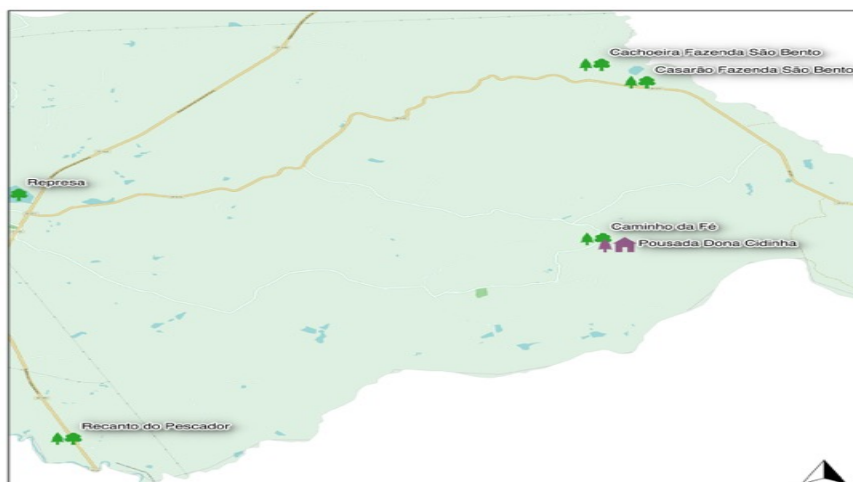 Cachoeira Fazenda São Bento
Casarão Fazenda São Bento
Represa
Caminho da Fé
Pousada Dona Cidinha
Recanto do Pescador